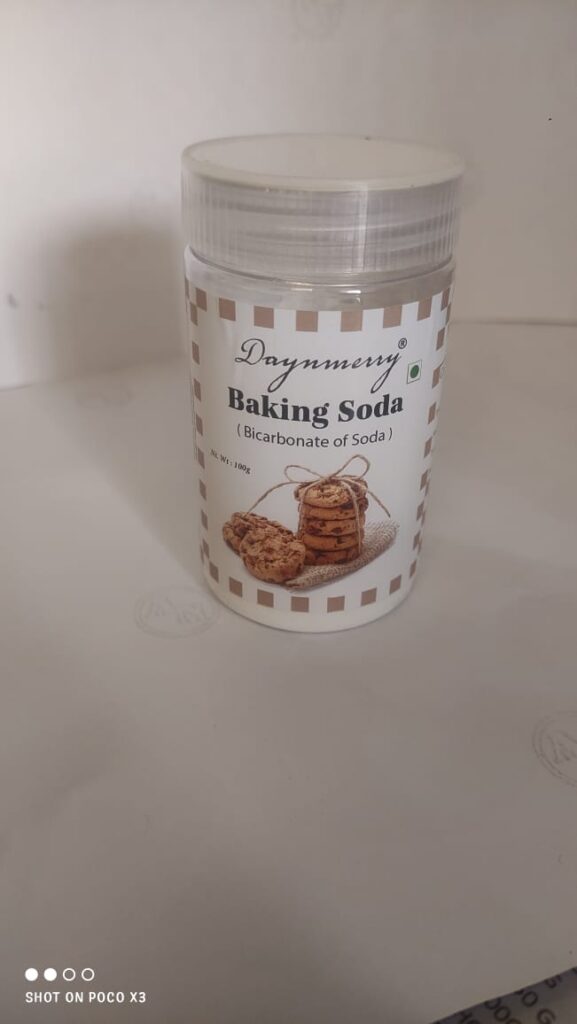 Daynmerry®
Baking Soda
( Bicarbonate of Soda )
Nt. Wt : 100g
SHOT ON POCO X3